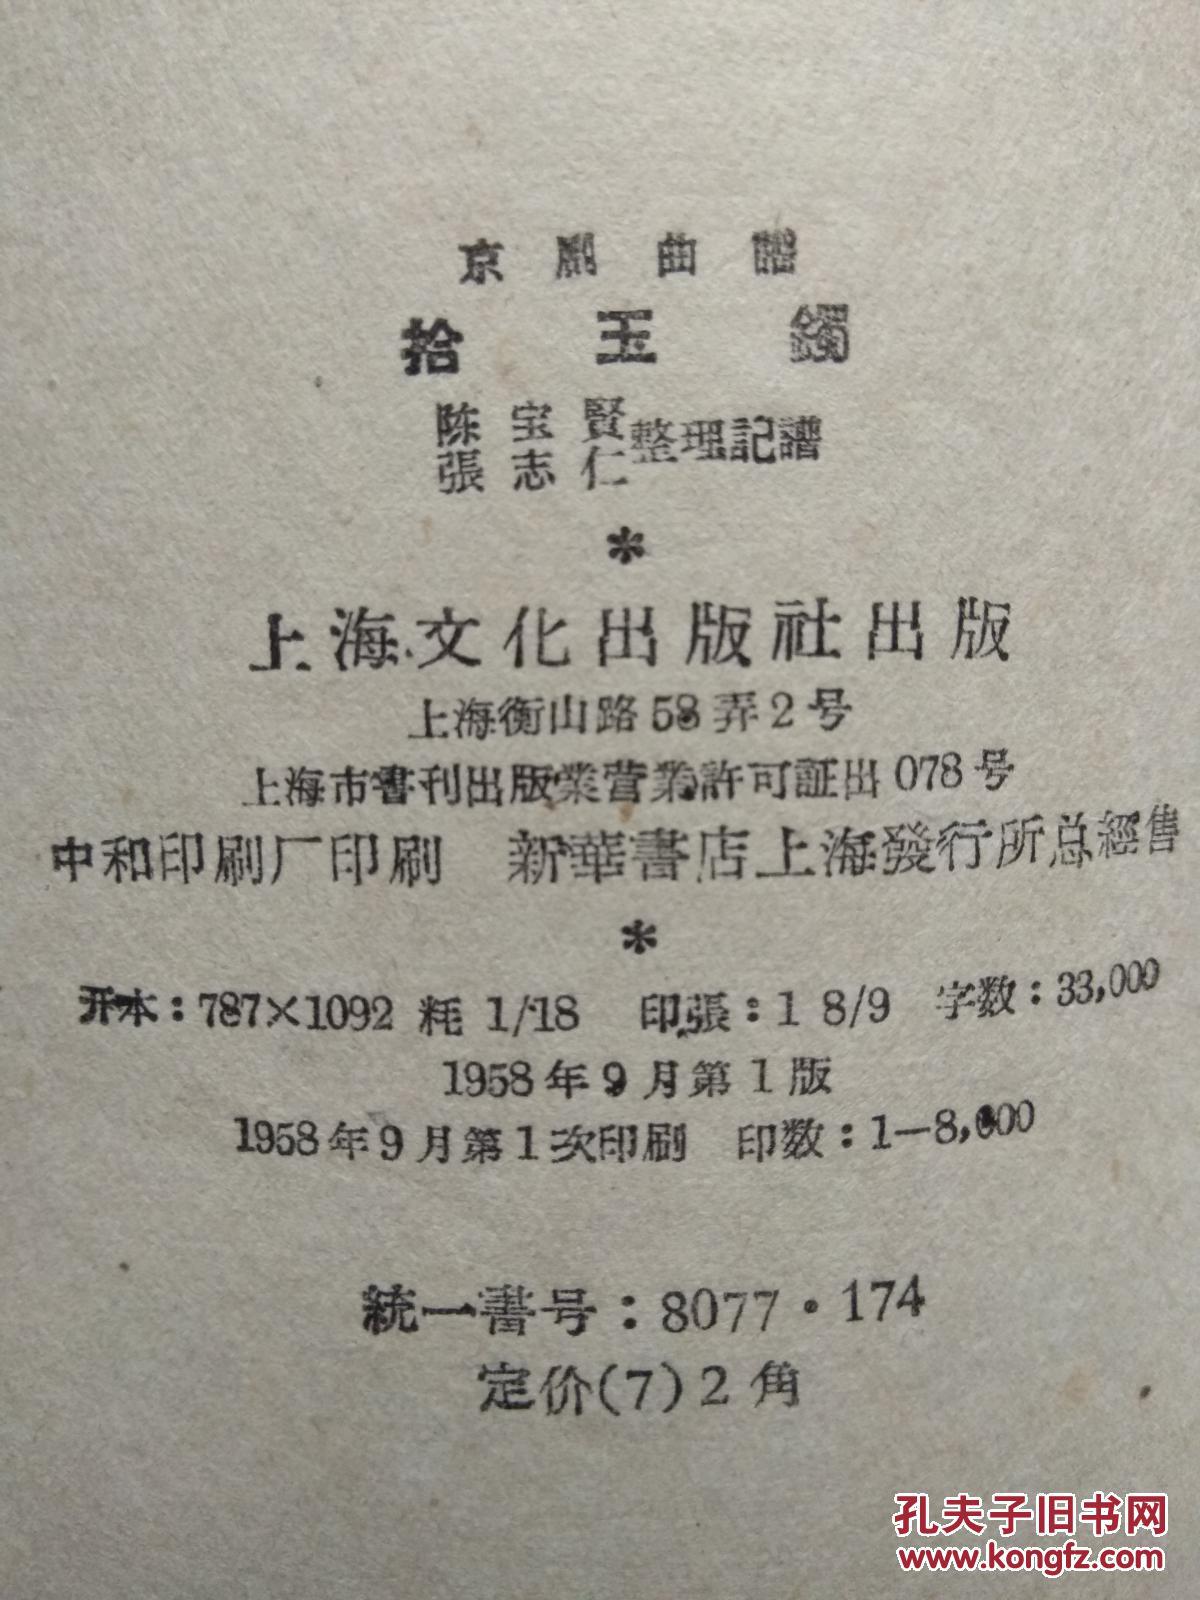 京剧曲譜
拾玉鐲
陈宝賢
張志仁
整理記譜
*
上海文化出版社出版
上海衡山路58弄2号
上海市書刊出版業营業許可証出078号
中和印刷厂印刷 新華書店上海發行所总經售
*
开本：787×1092 粍 1/18 印張：1 8/9 字数：33,000
1958年9月第1版
1958年9月第1次印刷 印数：1—8,000
統一書号：8077·174
定价(7)2角
孔夫子旧书网
www.kongfz.com